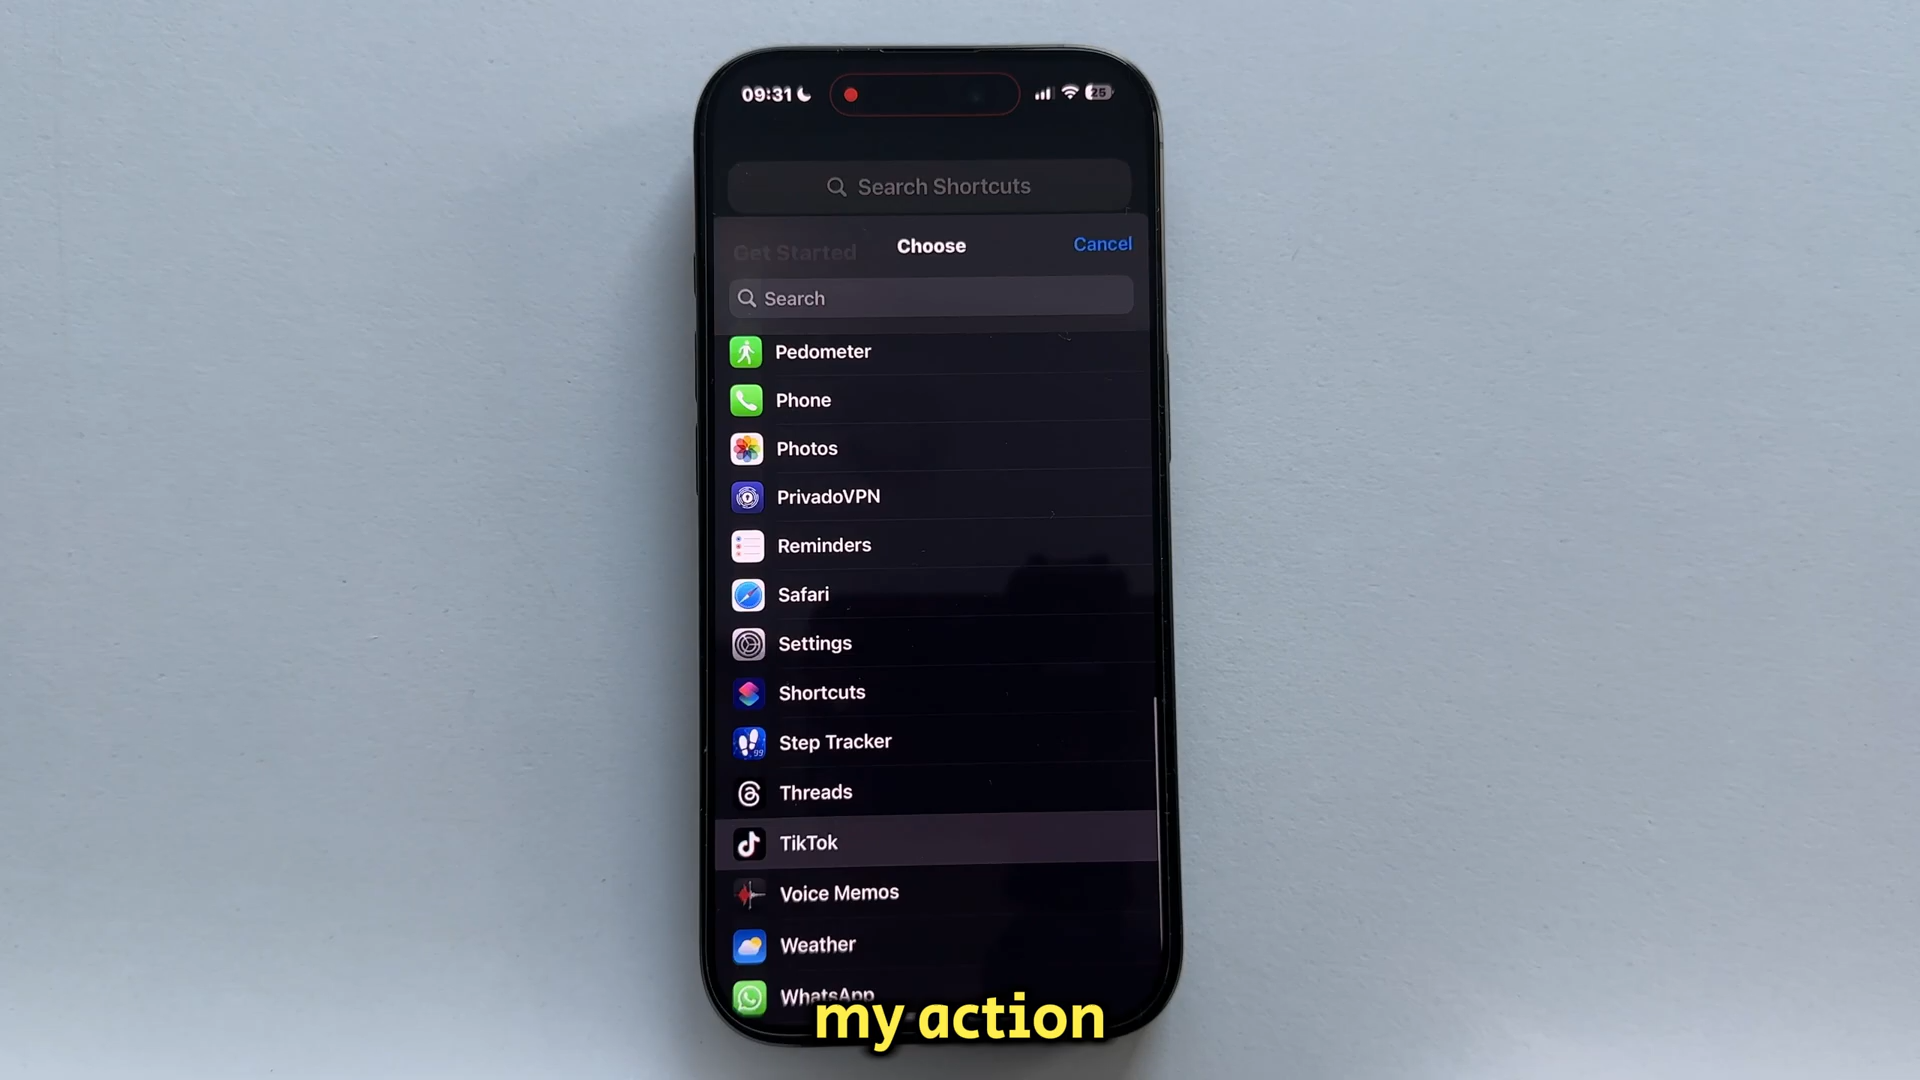 09:31
25
Search Shortcuts
Get Started
Choose
Cancel
Search
Pedometer
Phone
Photos
PrivadoVPN
Reminders
Safari
Settings
Shortcuts
Step Tracker
Threads
TikTok
Voice Memos
Weather
WhatsApp
my action